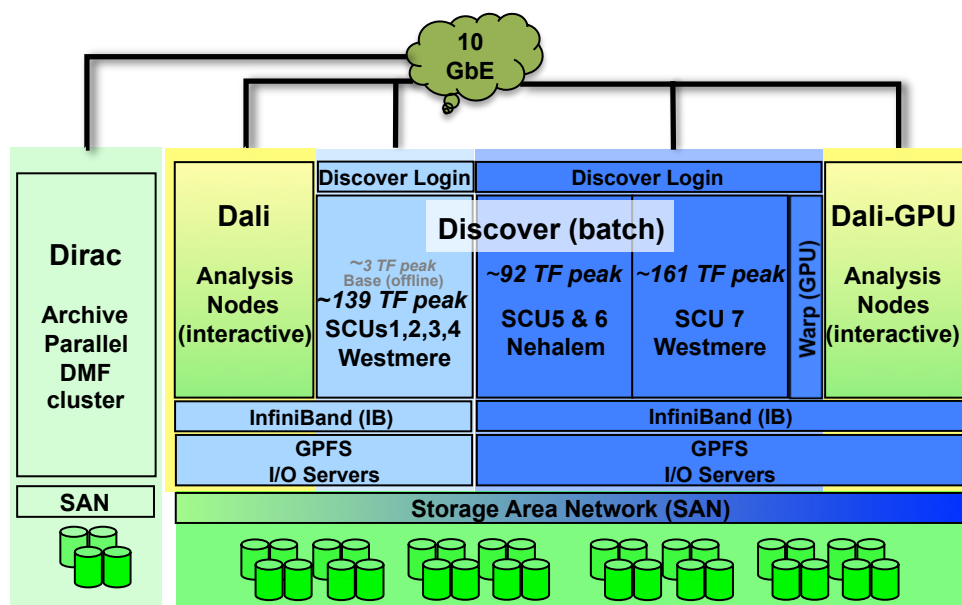 10
GbE
Dirac
Archive
Parallel
DMF
cluster
SAN
Dali
Analysis
Nodes
(interactive)
Discover Login
Discover Login
Discover (batch)
~3 TF peak
Base (offline)
~139 TF peak
SCUs1,2,3,4
Westmere
~92 TF peak
SCU5 & 6
Nehalem
~161 TF peak
SCU 7
Westmere
Warp (GPU)
Dali-GPU
Analysis
Nodes
(interactive)
InfiniBand (IB)
InfiniBand (IB)
GPFS
I/O Servers
GPFS
I/O Servers
Storage Area Network (SAN)